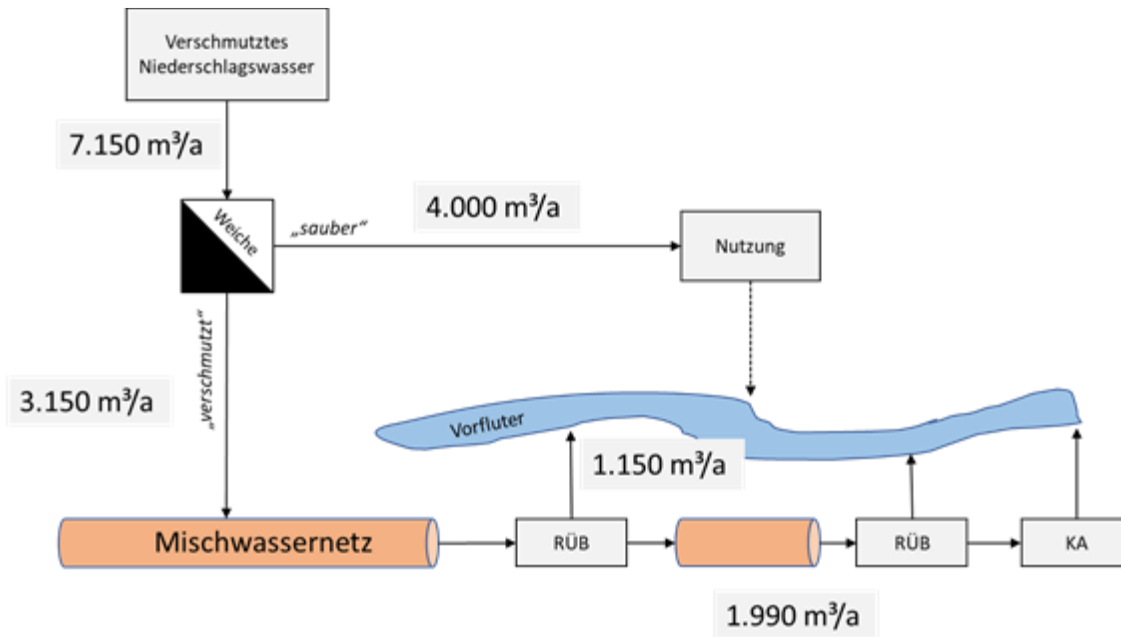 Verschmutztes
Niederschlagswasser
7.150 m³/a
4.000 m³/a
Weiche
„sauber“
Nutzung
„verschmutzt“
3.150 m³/a
Vorfluter
1.150 m³/a
Mischwassernetz
RÜB
RÜB
KA
1.990 m³/a